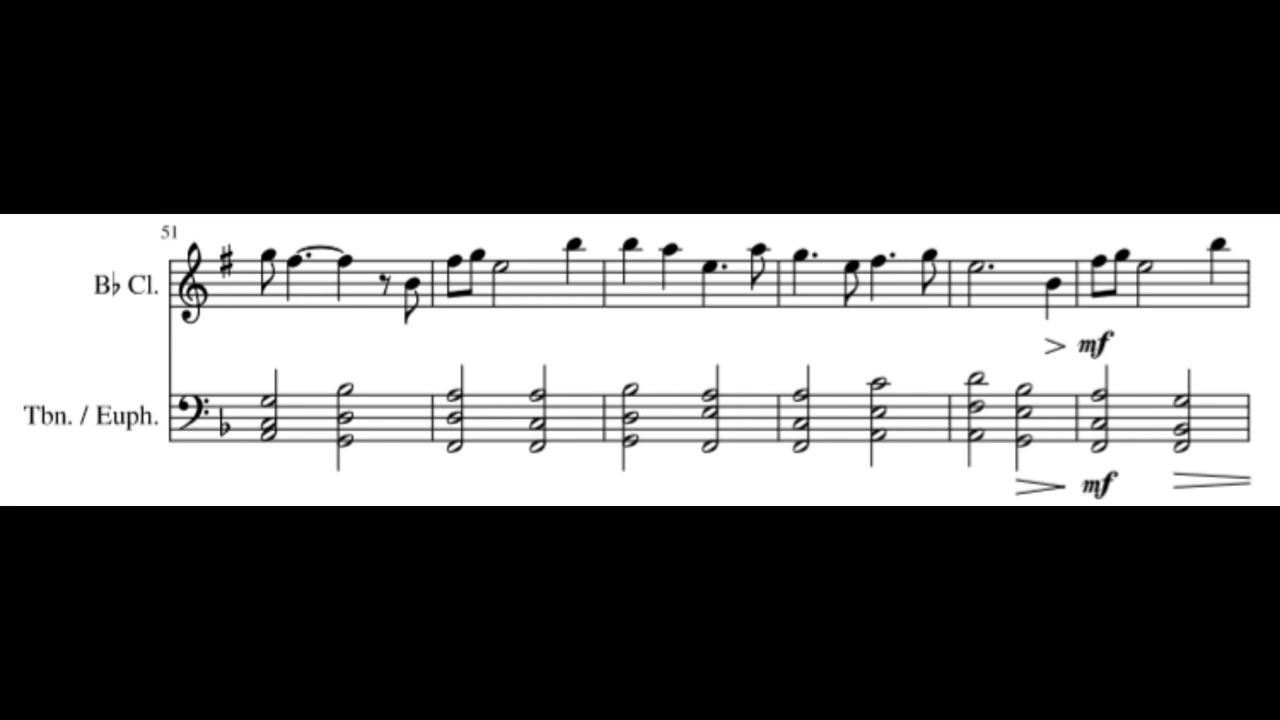 51
B♭ Cl.
mf
Tbn. / Euph.
mf